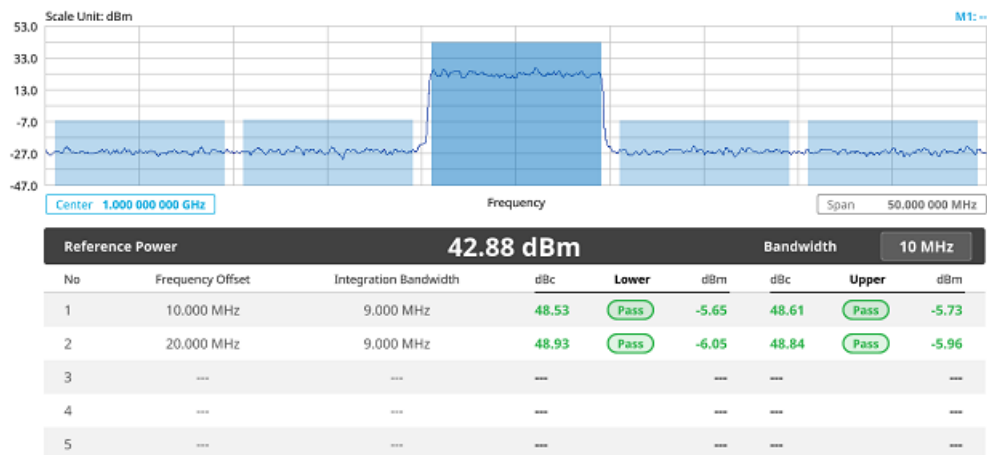 Scale Unit: dBm M1: --
53.0
33.0
13.0
-7.0
-27.0
-47.0
Center 1.000 000 000 GHz Frequency Span 50.000 000 MHz
Reference Power 42.88 dBm Bandwidth 10 MHz
No Frequency Offset Integration Bandwidth dBc Lower dBm dBc Upper dBm
1 10.000 MHz 9.000 MHz 48.53 Pass -5.65 48.61 Pass -5.73
2 20.000 MHz 9.000 MHz 48.93 Pass -6.05 48.84 Pass -5.96
3 --- --- --- --- --- ---
4 --- --- --- --- --- ---
5 --- --- --- --- --- ---